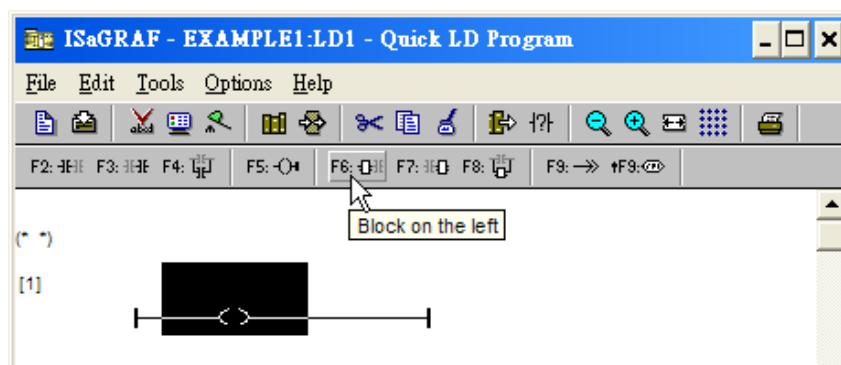 ISaGRAF - EXAMPLE1:LD1 - Quick LD Program
File Edit Tools Options Help
F2: F3: F4: F5: F6: F7: F8: F9: ↑F9:
Block on the left
(* *)
[1]